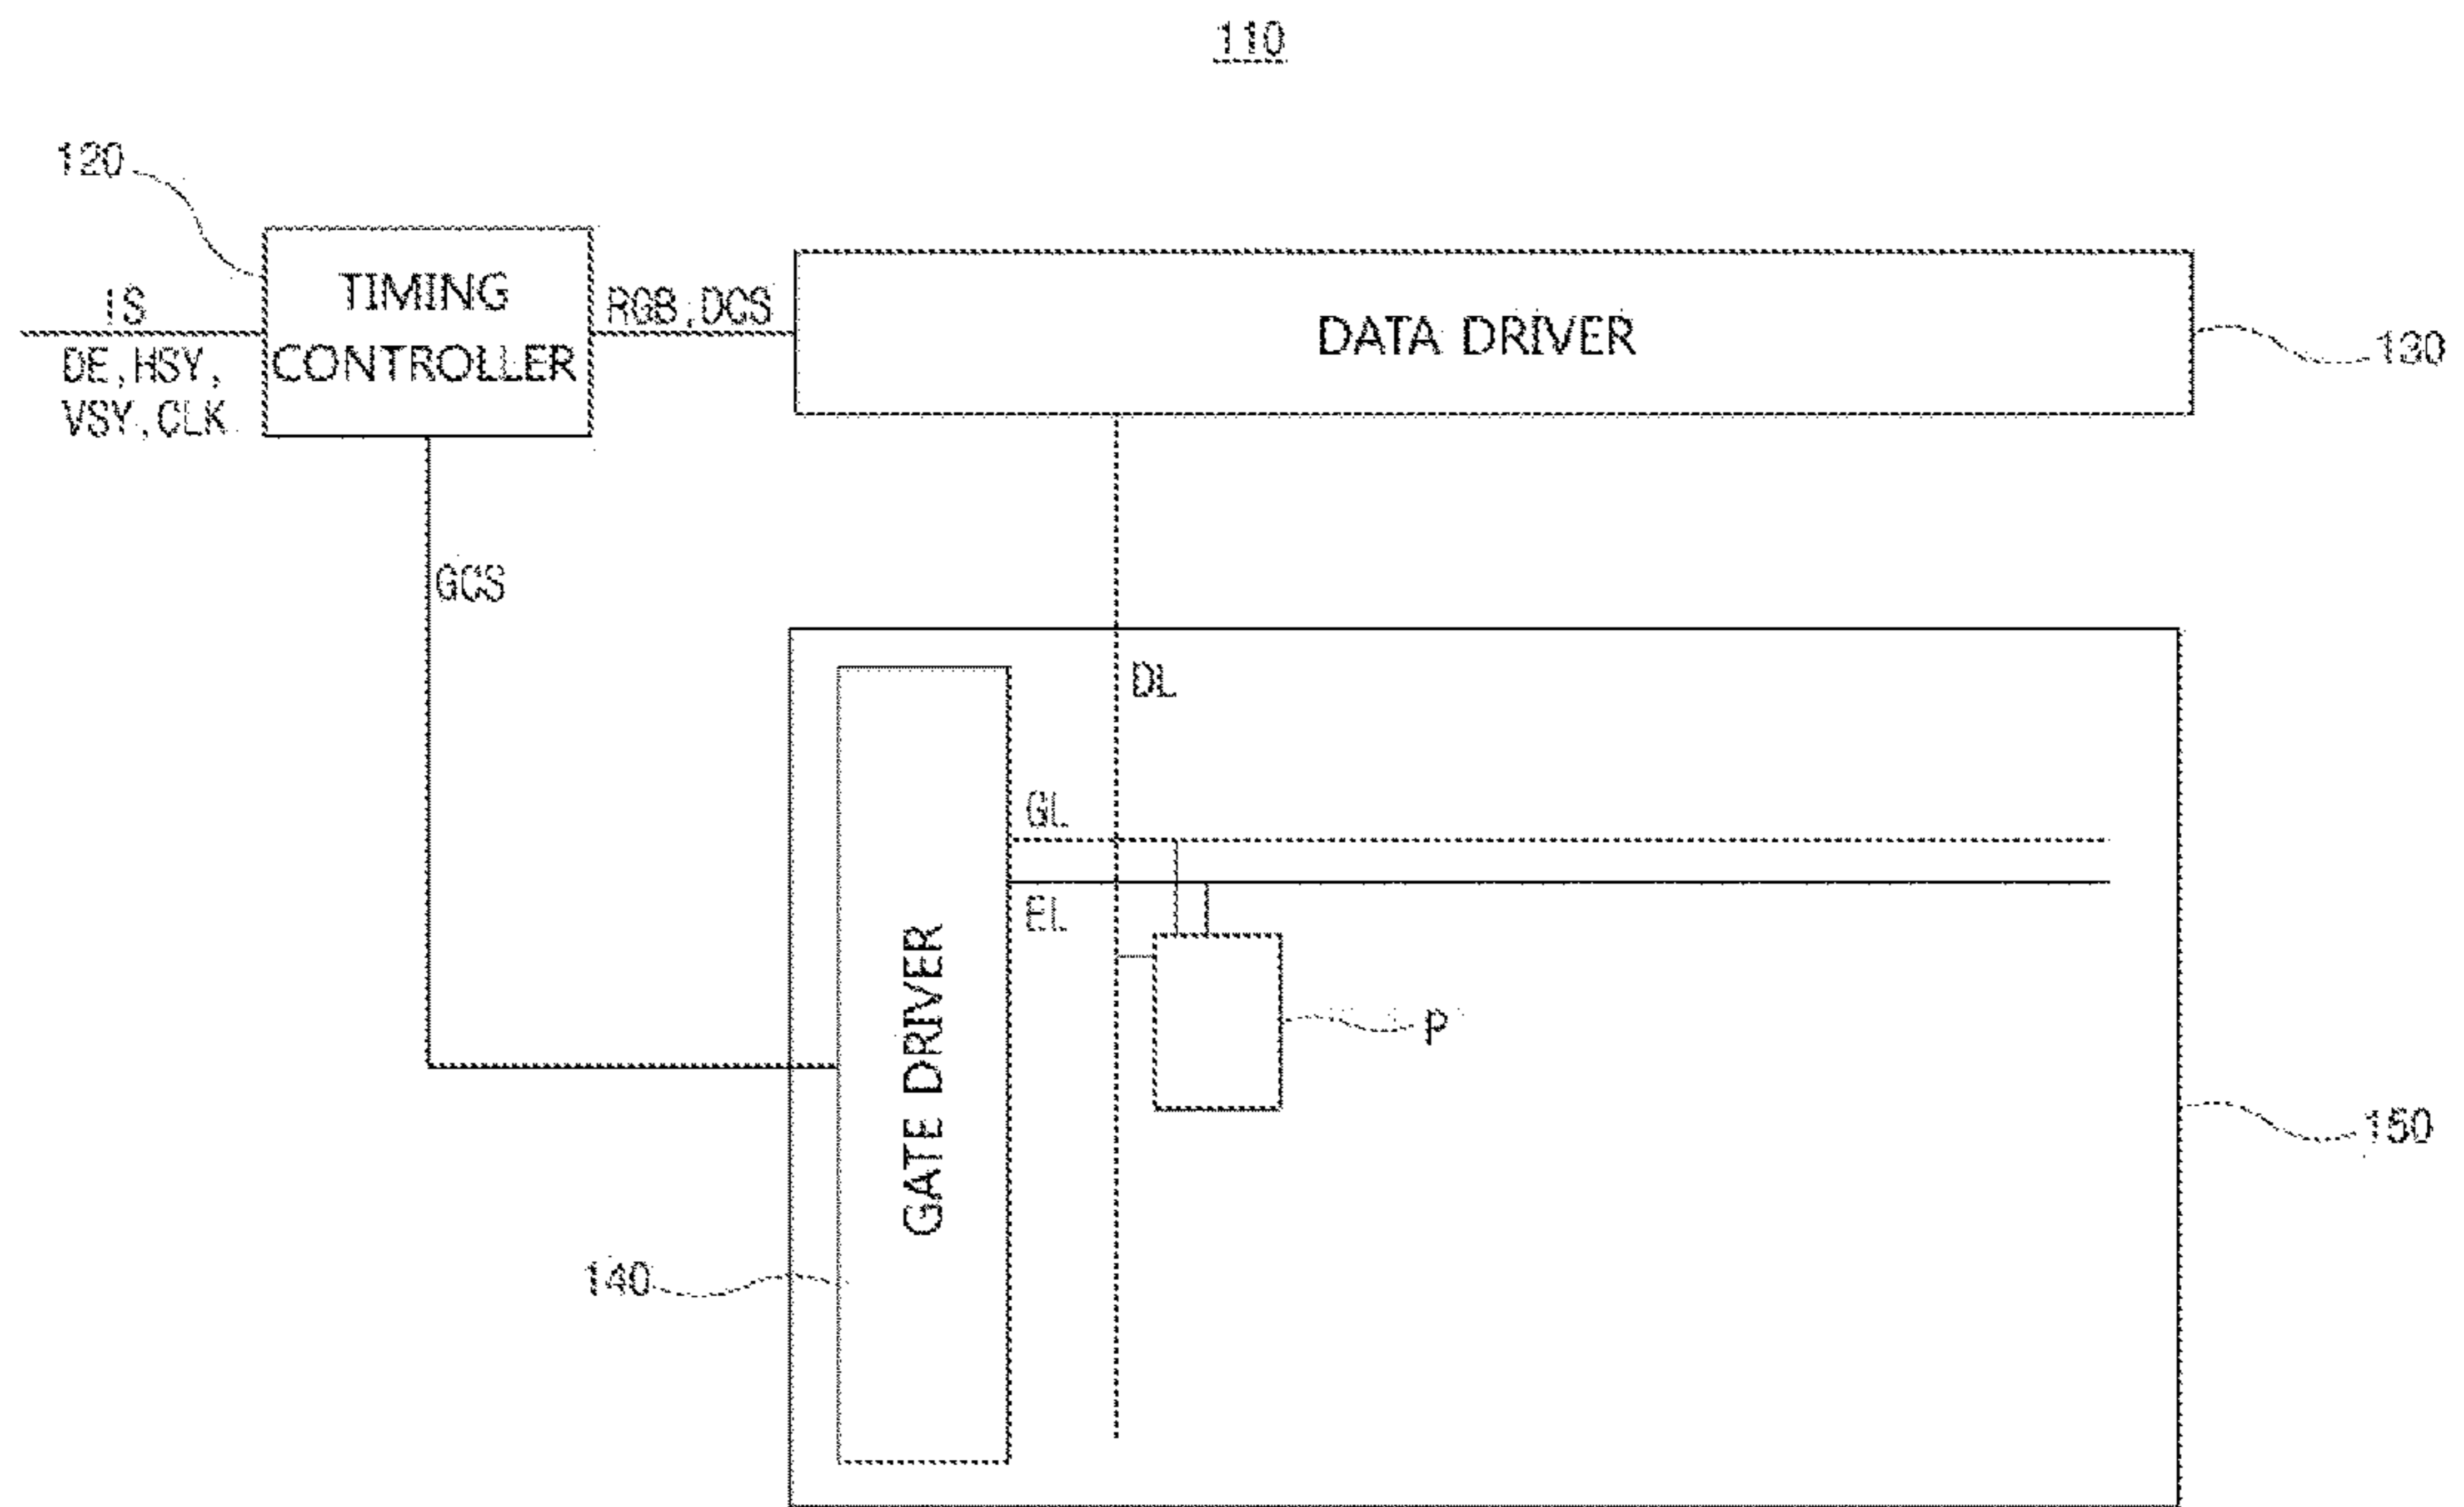 110
120
IS
DE,HSY,
VSY,CLK
TIMING
CONTROLLER
RGB,DCS
DATA DRIVER
130
GCS
DL
GL
EL
GATE DRIVER
P
150
140